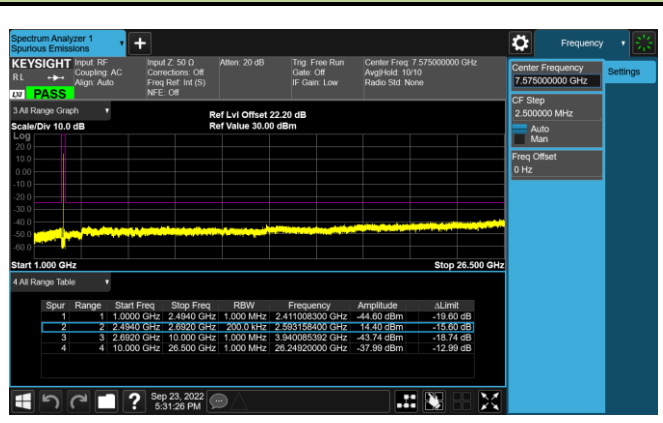 Spectrum Analyzer 1
Spurious Emissions
Frequency
KEYSIGHT
R L
LXI PASS
Input: RF
Coupling: AC
Align: Auto
Input Z: 50 Ω
Corrections: Off
Freq Ref: Int (S)
NFE: Off
Atten: 20 dB
Trig: Free Run
Gate: Off
IF Gain: Low
Center Freq: 7.575000000 GHz
Avg|Hold: 10/10
Radio Std: None
Center Frequency
7.575000000 GHz
Settings
CF Step
2.500000 MHz
Auto
Man
Freq Offset
0 Hz
3 All Range Graph
Scale/Div 10.0 dB
Ref Lvl Offset 22.20 dB
Ref Value 30.00 dBm
Log
20.0
10.0
0.00
-10.0
-20.0
-30.0
-40.0
-50.0
-60.0
Start 1.000 GHz
Stop 26.500 GHz
4 All Range Table
Spur Range Start Freq Stop Freq RBW Frequency Amplitude ΔLimit
1 1 1.0000 GHz 2.4940 GHz 1.000 MHz 2.411008300 GHz -44.60 dBm -19.60 dB
2 2 2.4940 GHz 2.6920 GHz 200.0 kHz 2.593158400 GHz 14.40 dBm -15.60 dB
3 3 2.6920 GHz 10.000 GHz 1.000 MHz 3.940085392 GHz -43.74 dBm -18.74 dB
4 4 10.000 GHz 26.500 GHz 1.000 MHz 26.24920000 GHz -37.99 dBm -12.99 dB
?
Sep 23, 2022
5:31:26 PM